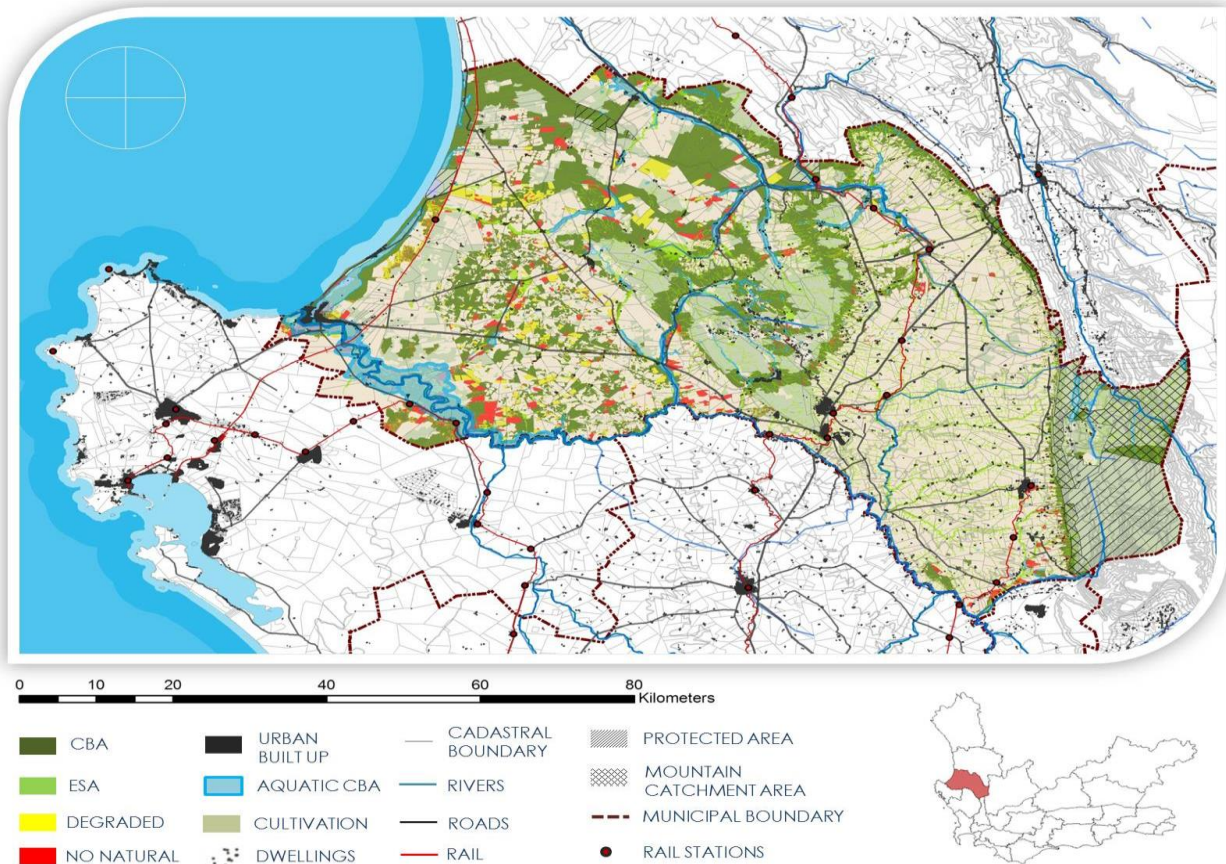 0 10 20 40 60 80
Kilometers
CBA
ESA
DEGRADED
NO NATURAL
URBAN
BUILT UP
AQUATIC CBA
CULTIVATION
DWELLINGS
CADASTRAL
BOUNDARY
RIVERS
ROADS
RAIL
PROTECTED AREA
MOUNTAIN
CATCHMENT AREA
MUNICIPAL BOUNDARY
RAIL STATIONS